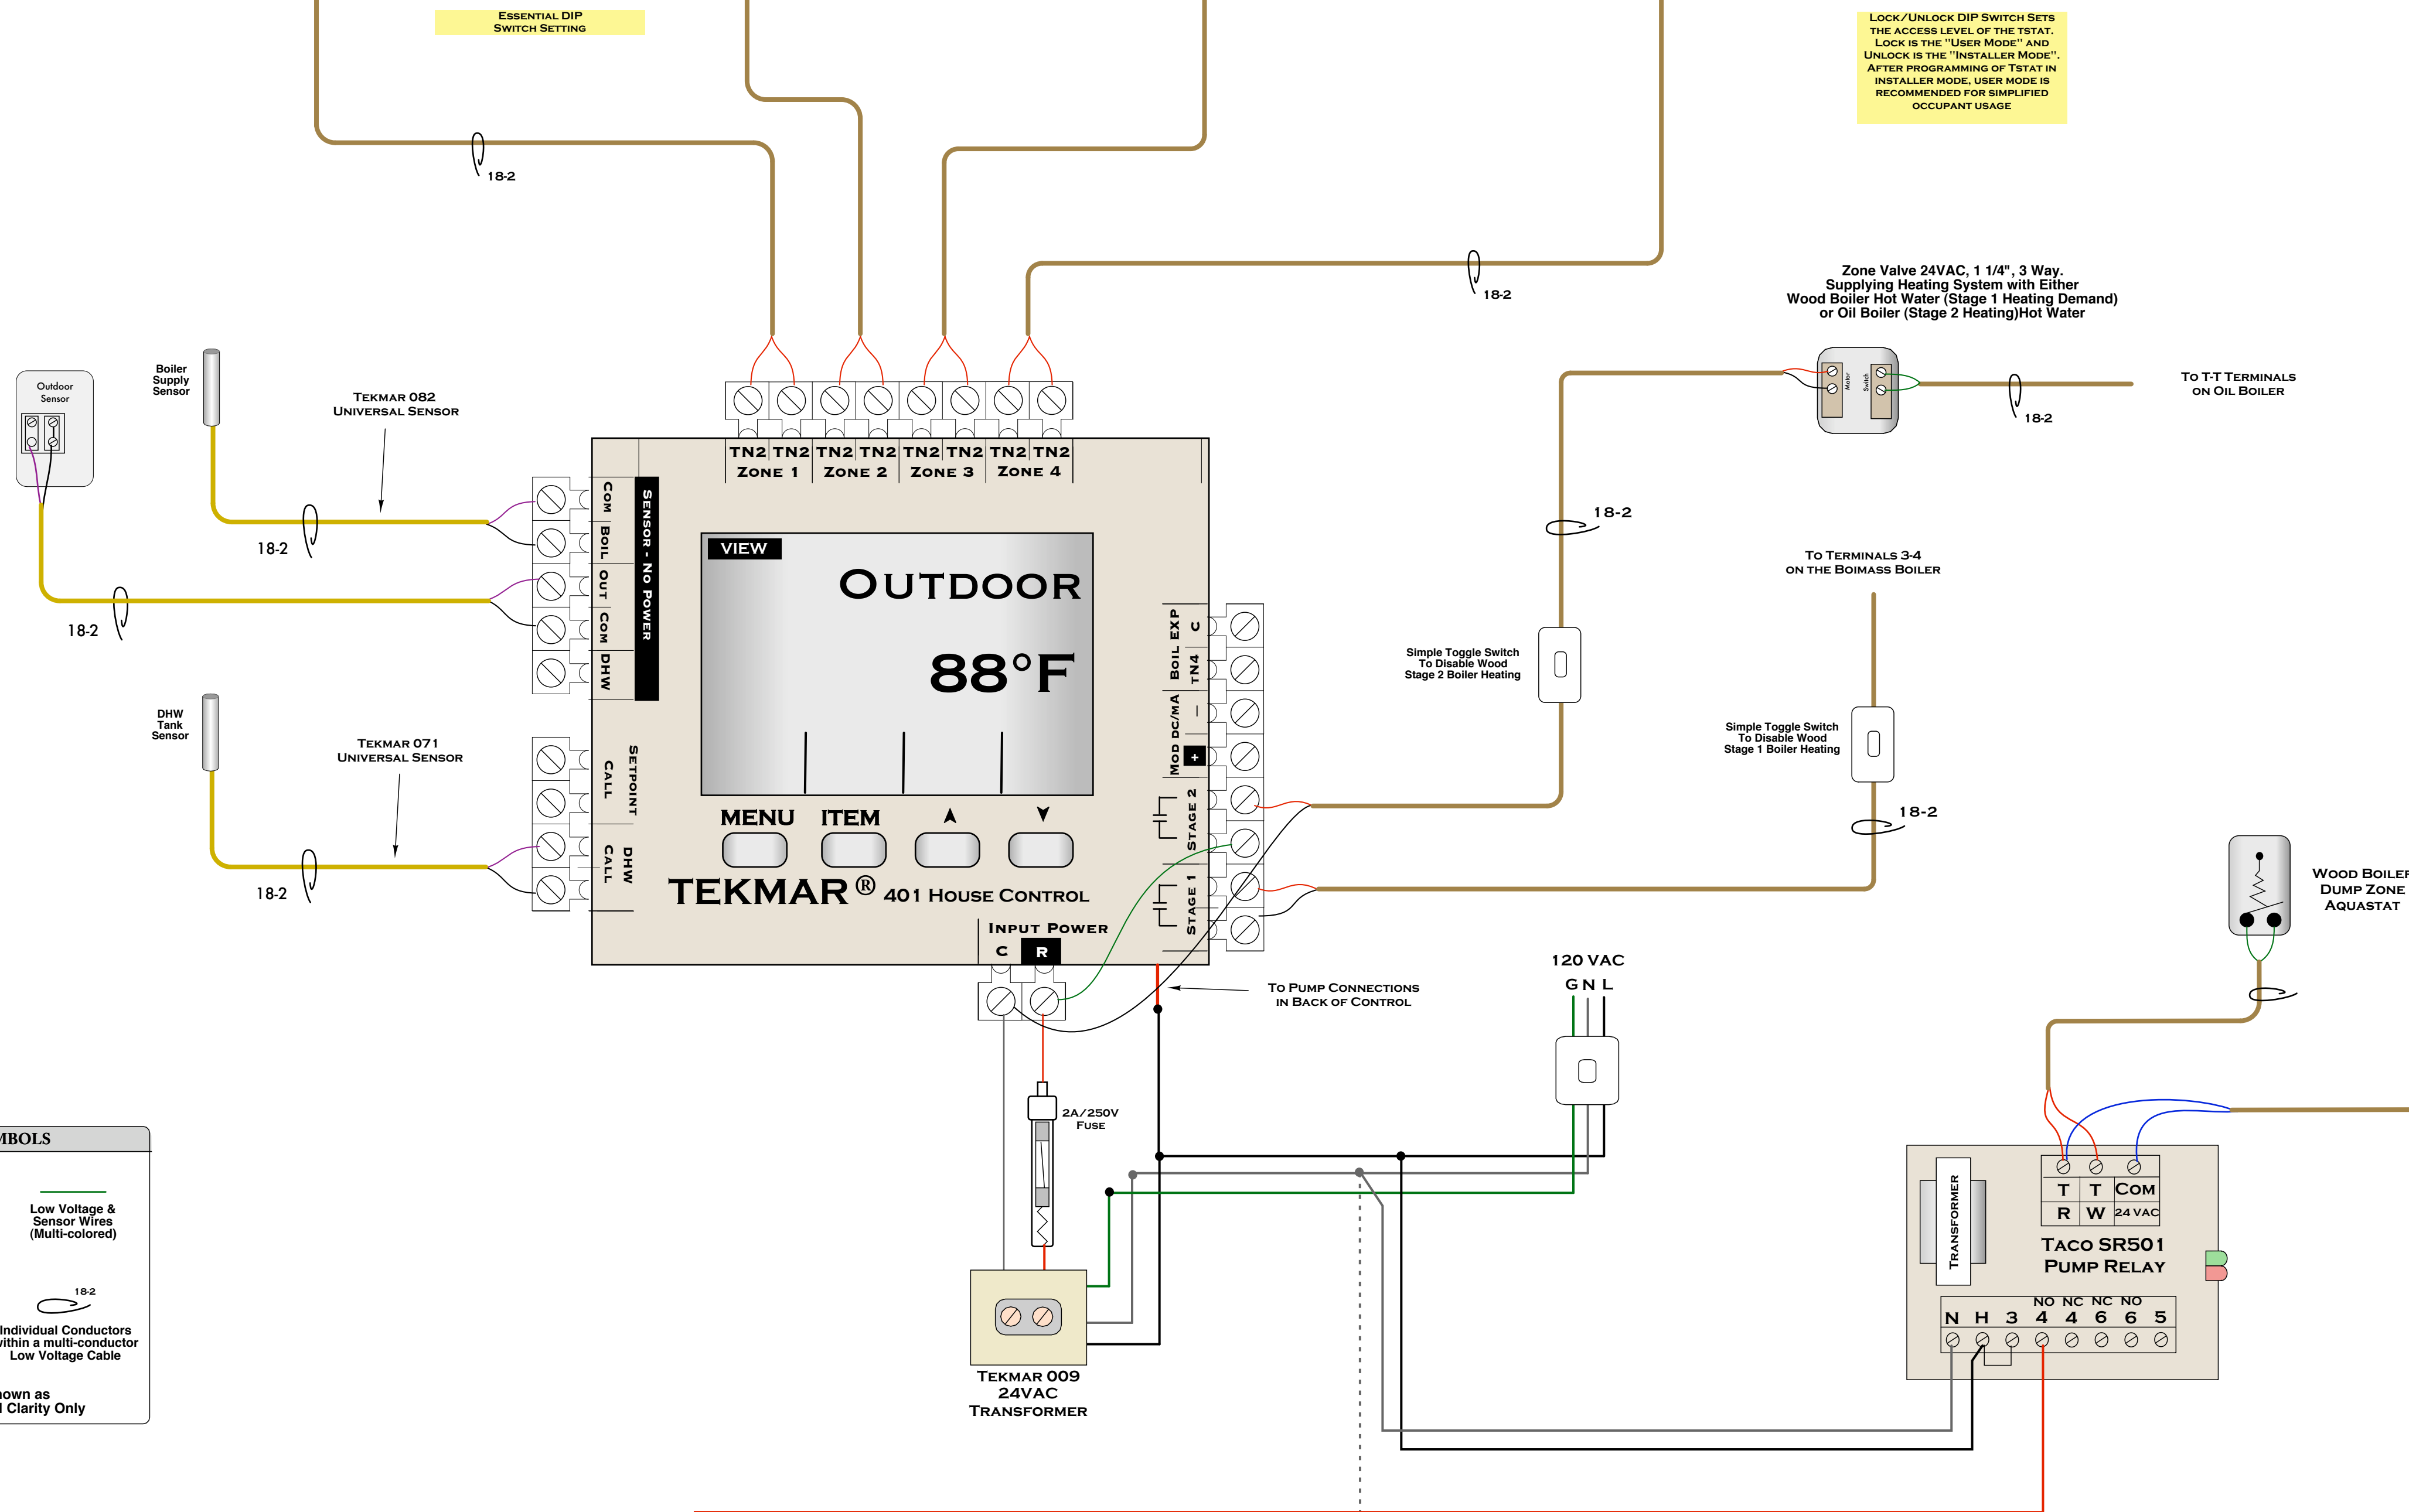 Essential DIP
Switch Setting
Lock/Unlock DIP Switch Sets
the access level of the tstat.
Lock is the "User Mode" and
Unlock is the "Installer Mode".
After programming of Tstat in
installer mode, user mode is
recommended for simplified
occupant usage
18-2
18-2
Zone Valve 24VAC, 1 1/4", 3 Way.
Supplying Heating System with Either
Wood Boiler Hot Water (Stage 1 Heating Demand)
or Oil Boiler (Stage 2 Heating)Hot Water
Motor
Switch
18-2
To T-T Terminals
on Oil Boiler
Outdoor
Sensor
Boiler
Supply
Sensor
Tekmar 082
Universal Sensor
18-2
18-2
DHW
Tank
Sensor
Tekmar 071
Universal Sensor
18-2
TN2 TN2 TN2 TN2 TN2 TN2 TN2 TN2
Zone 1 Zone 2 Zone 3 Zone 4
Com
Boil
Out
Com
DHW
Sensor - No Power
Setpoint
Call
DHW
Call
VIEW
Outdoor
88°F
MENU ITEM
TEKMAR® 401 House Control
Input Power
C R
Boil EXP
C
TN4
Mod DC/MA
–
+
Stage 2
Stage 1
18-2
To Terminals 3-4
on the Boimass Boiler
Simple Toggle Switch
To Disable Wood
Stage 2 Boiler Heating
Simple Toggle Switch
To Disable Wood
Stage 1 Boiler Heating
18-2
Wood Boiler
Dump Zone
Aquastat
To Pump Connections
in Back of Control
120 VAC
G N L
2A/250V
Fuse
Tekmar 009
24VAC
Transformer
Transformer
T T Com
R W 24 VAC
Taco SR501
Pump Relay
NO NC NC NO
N H 3 4 4 6 6 5
MBOLS
Low Voltage &
Sensor Wires
(Multi-colored)
18-2
Individual Conductors
within a multi-conductor
Low Voltage Cable
hown as
l Clarity Only